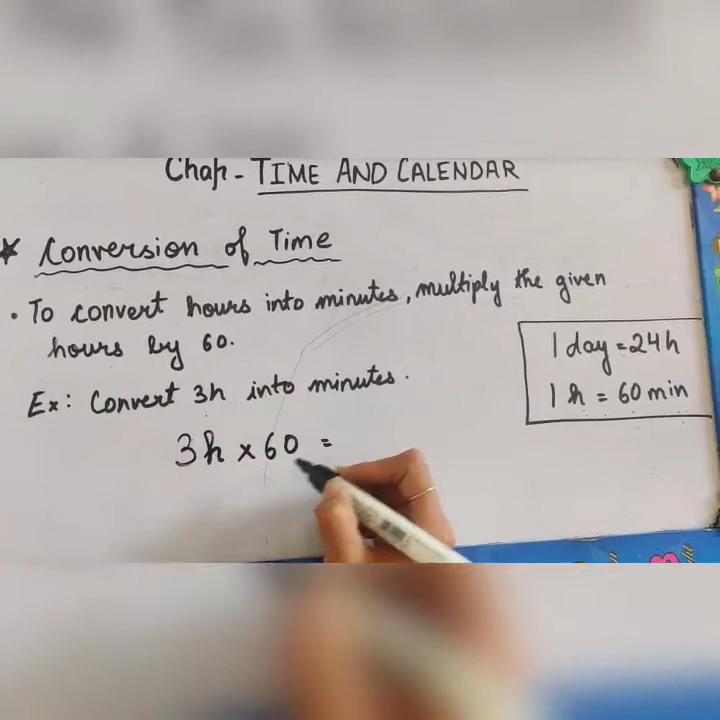 Chap - TIME AND CALENDAR
* Conversion of Time
• To convert hours into minutes, multiply the given
hours by 60.
1 day = 24h
1 h = 60 min
Ex: Convert 3h into minutes.
3h × 60 =